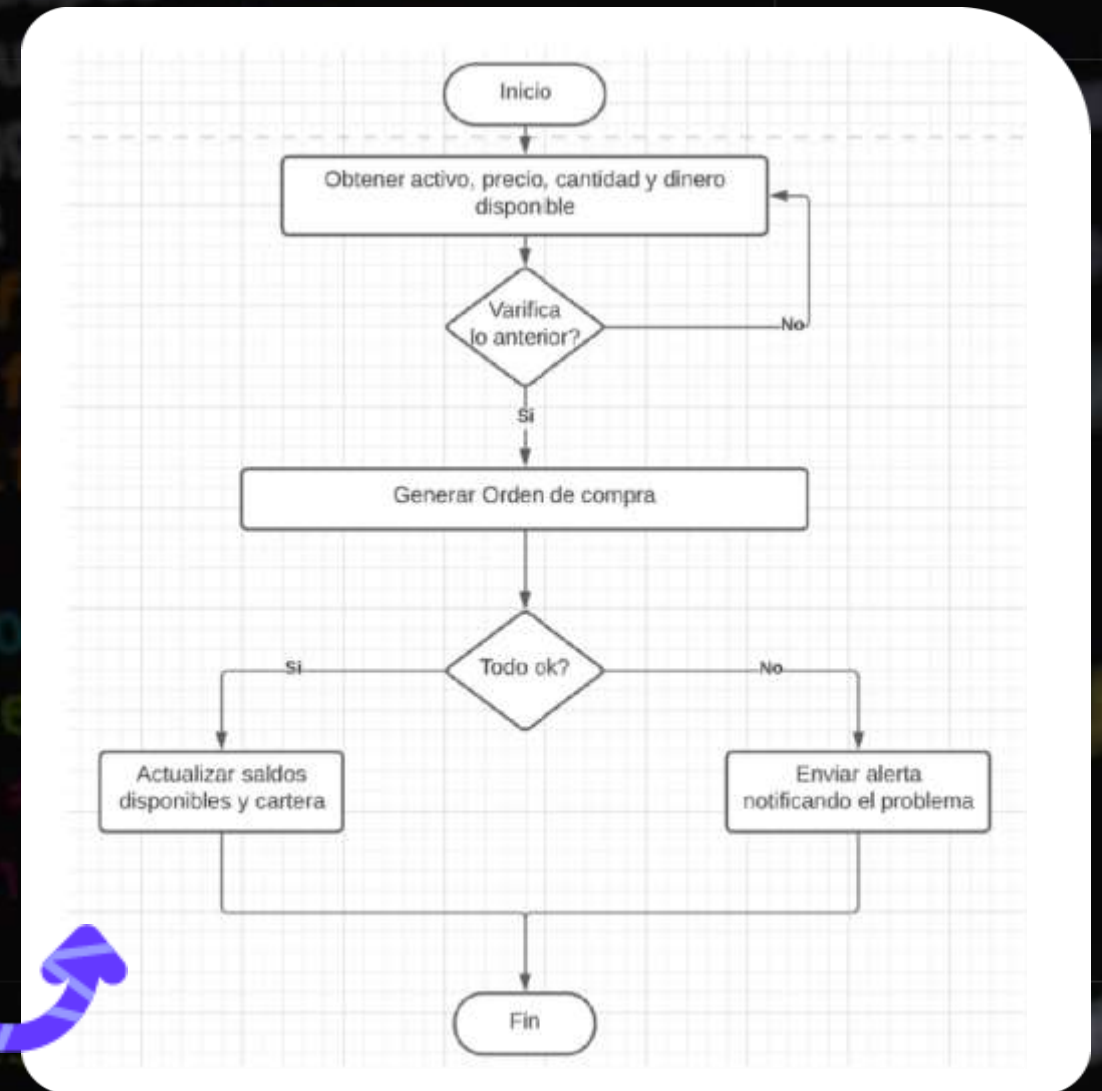 Inicio
Obtener activo, precio, cantidad y dinero
disponible
Varifica
lo anterior?
No
Si
Generar Orden de compra
Todo ok?
Si
No
Actualizar saldos
disponibles y cartera
Enviar alerta
notificando el problema
Fin